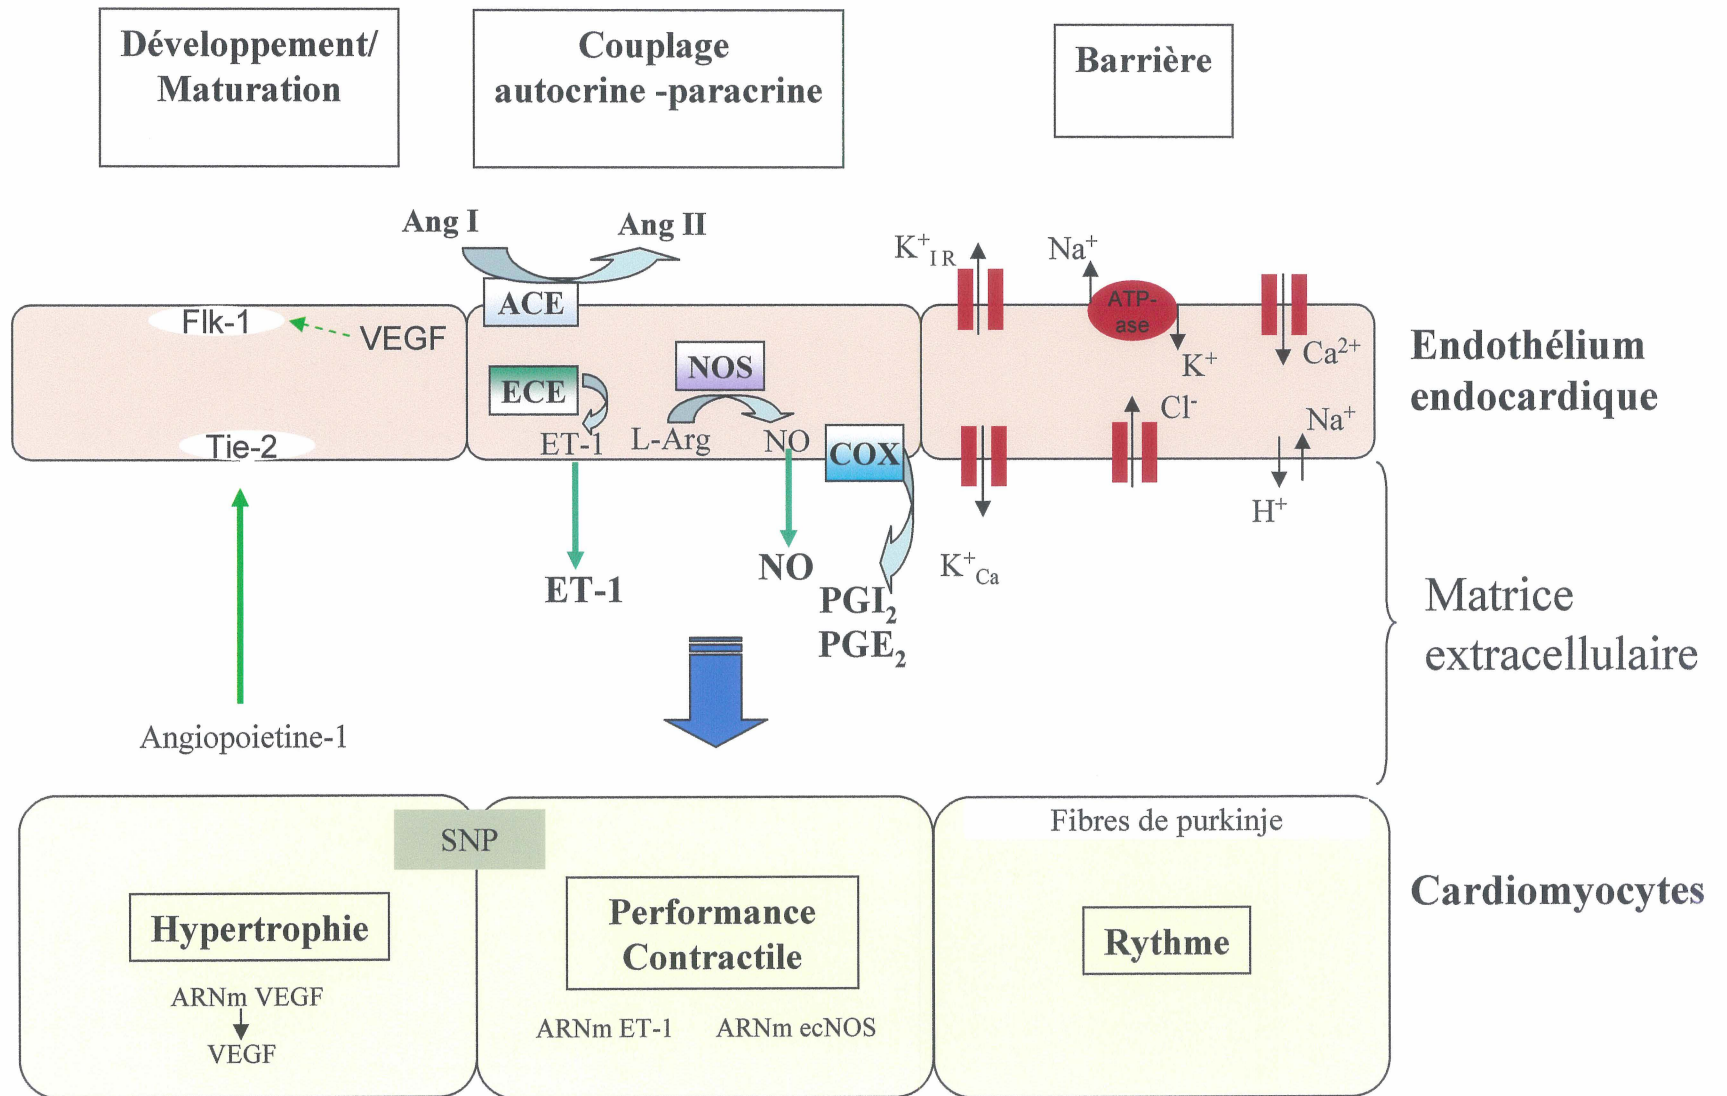 Développement/
Maturation
Couplage
autocrine -paracrine
Barrière
Ang I
Ang II
ACE
Flk-1
VEGF
ECE
ET-1
NOS
L-Arg
NO
COX
Tie-2
K+IR
Na+
ATP-
ase
K+
Ca2+
Cl-
Na+
H+
K+Ca
Endothélium
endocardique
ET-1
NO
PGI2
PGE2
Matrice
extracellulaire
Angiopoietine-1
SNP
Fibres de purkinje
Hypertrophie
ARNm VEGF
VEGF
Performance
Contractile
ARNm ET-1
ARNm ecNOS
Rythme
Cardiomyocytes